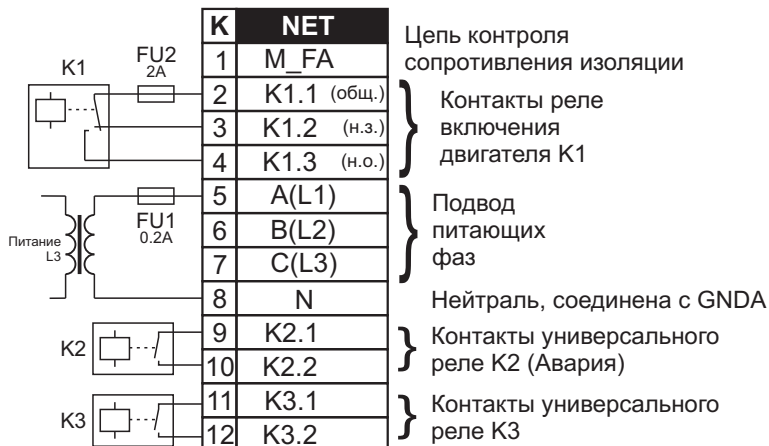 K NET
Цепь контроля
сопротивления изоляции
K1
FU2
2A
1 M_FA
2 K1.1 (общ.)
3 K1.2 (н.з.)
4 K1.3 (н.о.)
Контакты реле
включения
двигателя K1
5 A(L1)
6 B(L2)
7 C(L3)
FU1
0.2A
Питание
L3
Подвод
питающих
фаз
8 N
Нейтраль, соединена с GNDA
K2
9 K2.1
10 K2.2
Контакты универсального
реле K2 (Авария)
K3
11 K3.1
12 K3.2
Контакты универсального
реле K3